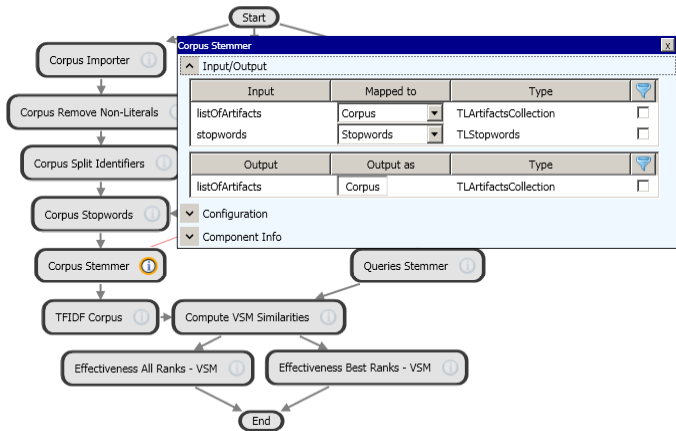 Start
Corpus Stemmer
x
Corpus Importer
Input/Output
Input Mapped to Type
listOfArtifacts Corpus TLArtifactsCollection
stopwords Stopwords TLStopwords
Output Output as Type
listOfArtifacts Corpus TLArtifactsCollection
Configuration
Component Info
Corpus Remove Non-Literals
Corpus Split Identifiers
Corpus Stopwords
Corpus Stemmer
Queries Stemmer
TFIDF Corpus
Compute VSM Similarities
Effectiveness All Ranks - VSM
Effectiveness Best Ranks - VSM
End